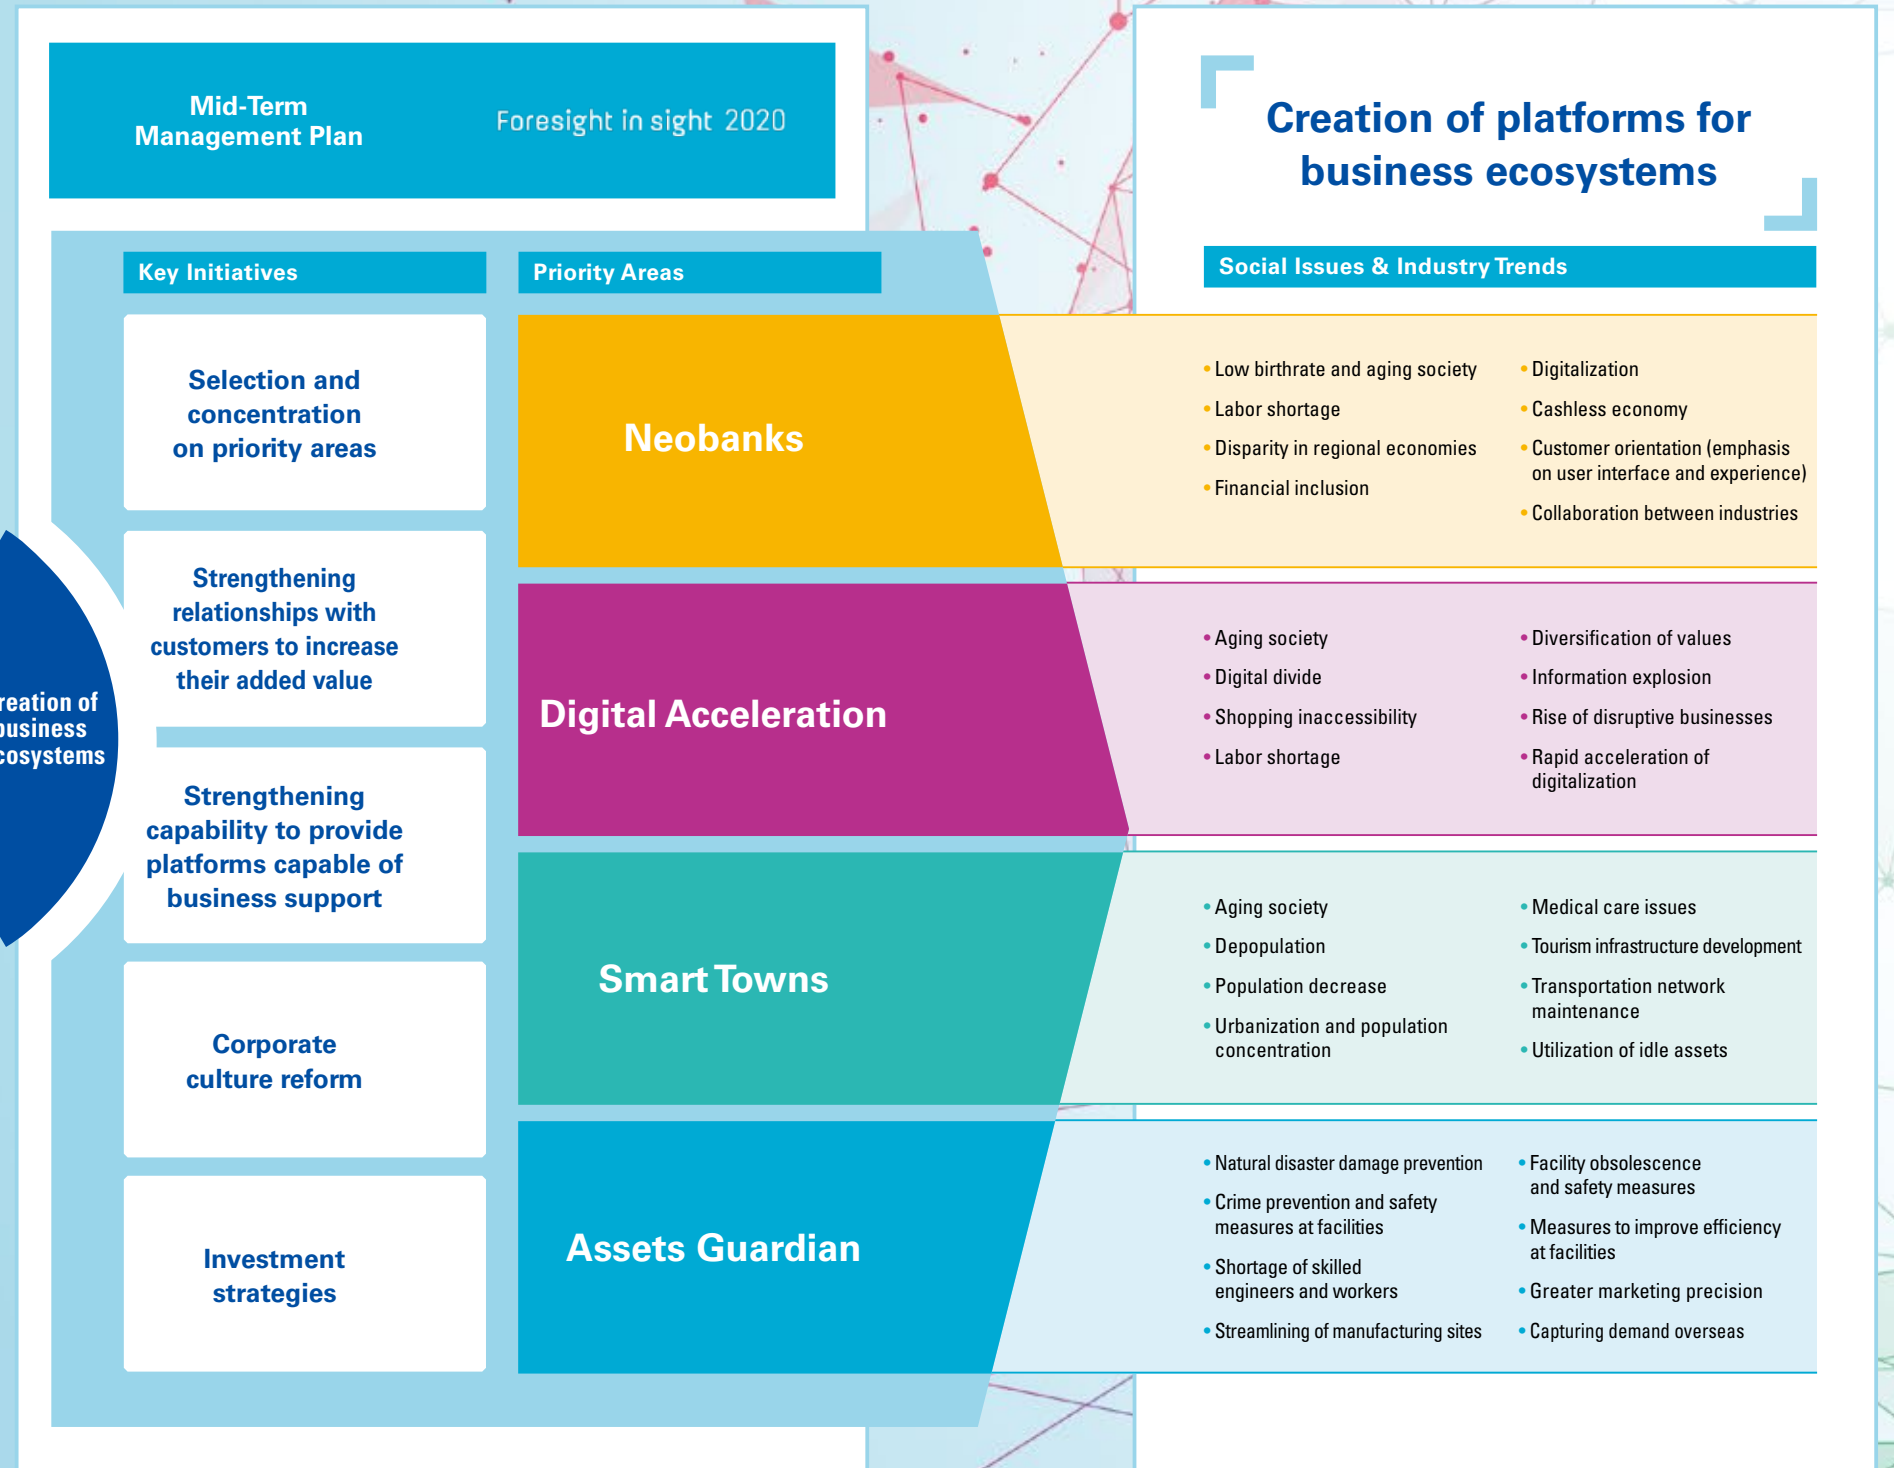 Mid-Term
Management Plan
Foresight in sight 2020
Creation of platforms for
business ecosystems
Key Initiatives
Priority Areas
Social Issues & Industry Trends
reation of
business
cosystems
Selection and
concentration
on priority areas
Strengthening
relationships with
customers to increase
their added value
Strengthening
capability to provide
platforms capable of
business support
Corporate
culture reform
Investment
strategies
Neobanks
• Low birthrate and aging society
• Labor shortage
• Disparity in regional economies
• Financial inclusion
• Digitalization
• Cashless economy
• Customer orientation (emphasis
on user interface and experience)
• Collaboration between industries
Digital Acceleration
• Aging society
• Digital divide
• Shopping inaccessibility
• Labor shortage
• Diversification of values
• Information explosion
• Rise of disruptive businesses
• Rapid acceleration of
digitalization
Smart Towns
• Aging society
• Depopulation
• Population decrease
• Urbanization and population
concentration
• Medical care issues
• Tourism infrastructure development
• Transportation network
maintenance
• Utilization of idle assets
Assets Guardian
• Natural disaster damage prevention
• Crime prevention and safety
measures at facilities
• Shortage of skilled
engineers and workers
• Streamlining of manufacturing sites
• Facility obsolescence
and safety measures
• Measures to improve efficiency
at facilities
• Greater marketing precision
• Capturing demand overseas